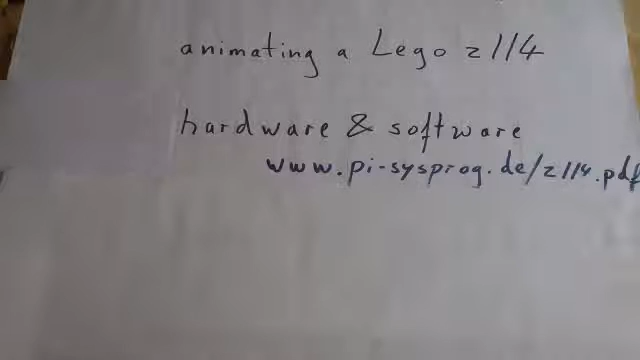 animating a Lego z114
hardware & software
www.pi-sysprog.de/z114.pdf